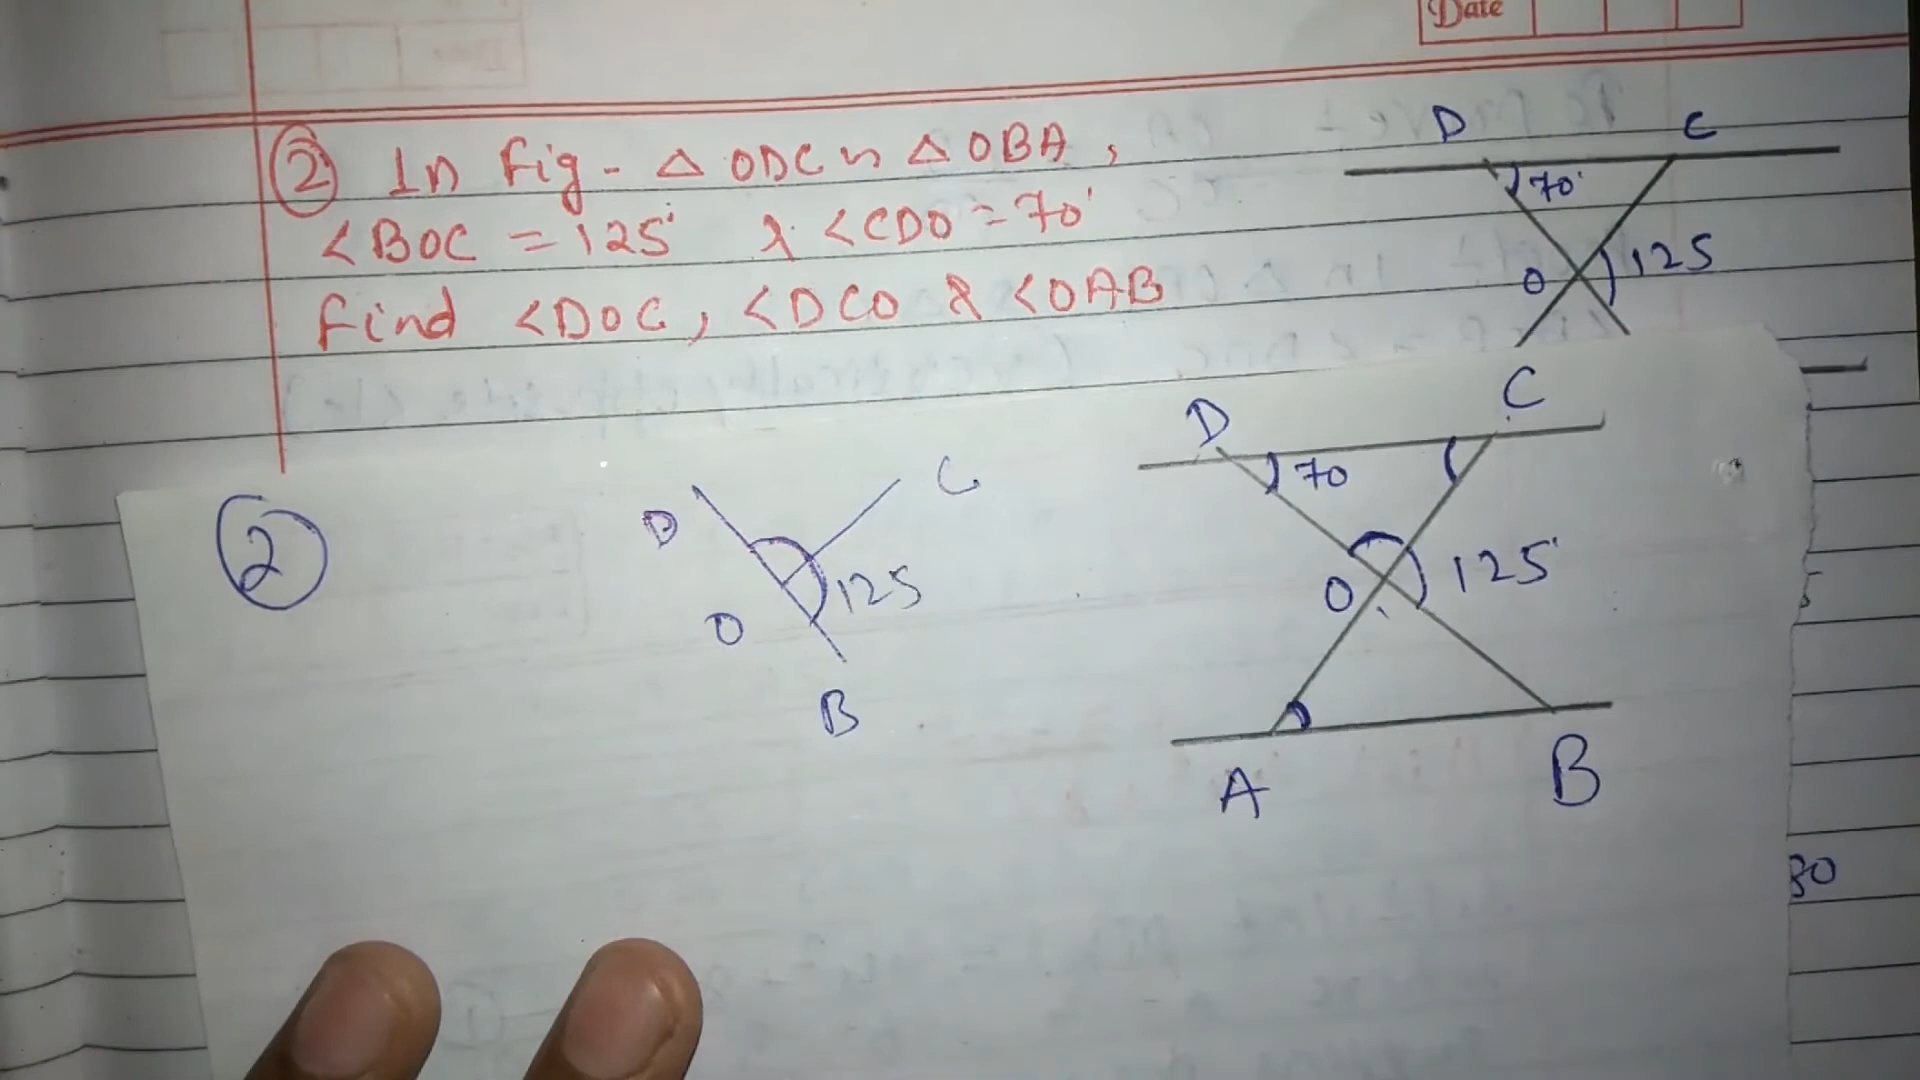 Date
② In fig - △ ODC ~ △ OBA,
<BOC = 125° & <CDO = 70°
find <DOC, <DCO & <OAB
D C
70°
O 125
②
D C
O 125
B
D C
70
O 125°
A B
30